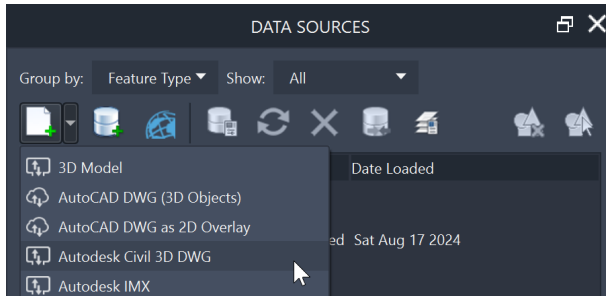 DATA SOURCES
Group by: Feature Type Show: All
3D Model
Date Loaded
AutoCAD DWG (3D Objects)
AutoCAD DWG as 2D Overlay
ed Sat Aug 17 2024
Autodesk Civil 3D DWG
Autodesk IMX